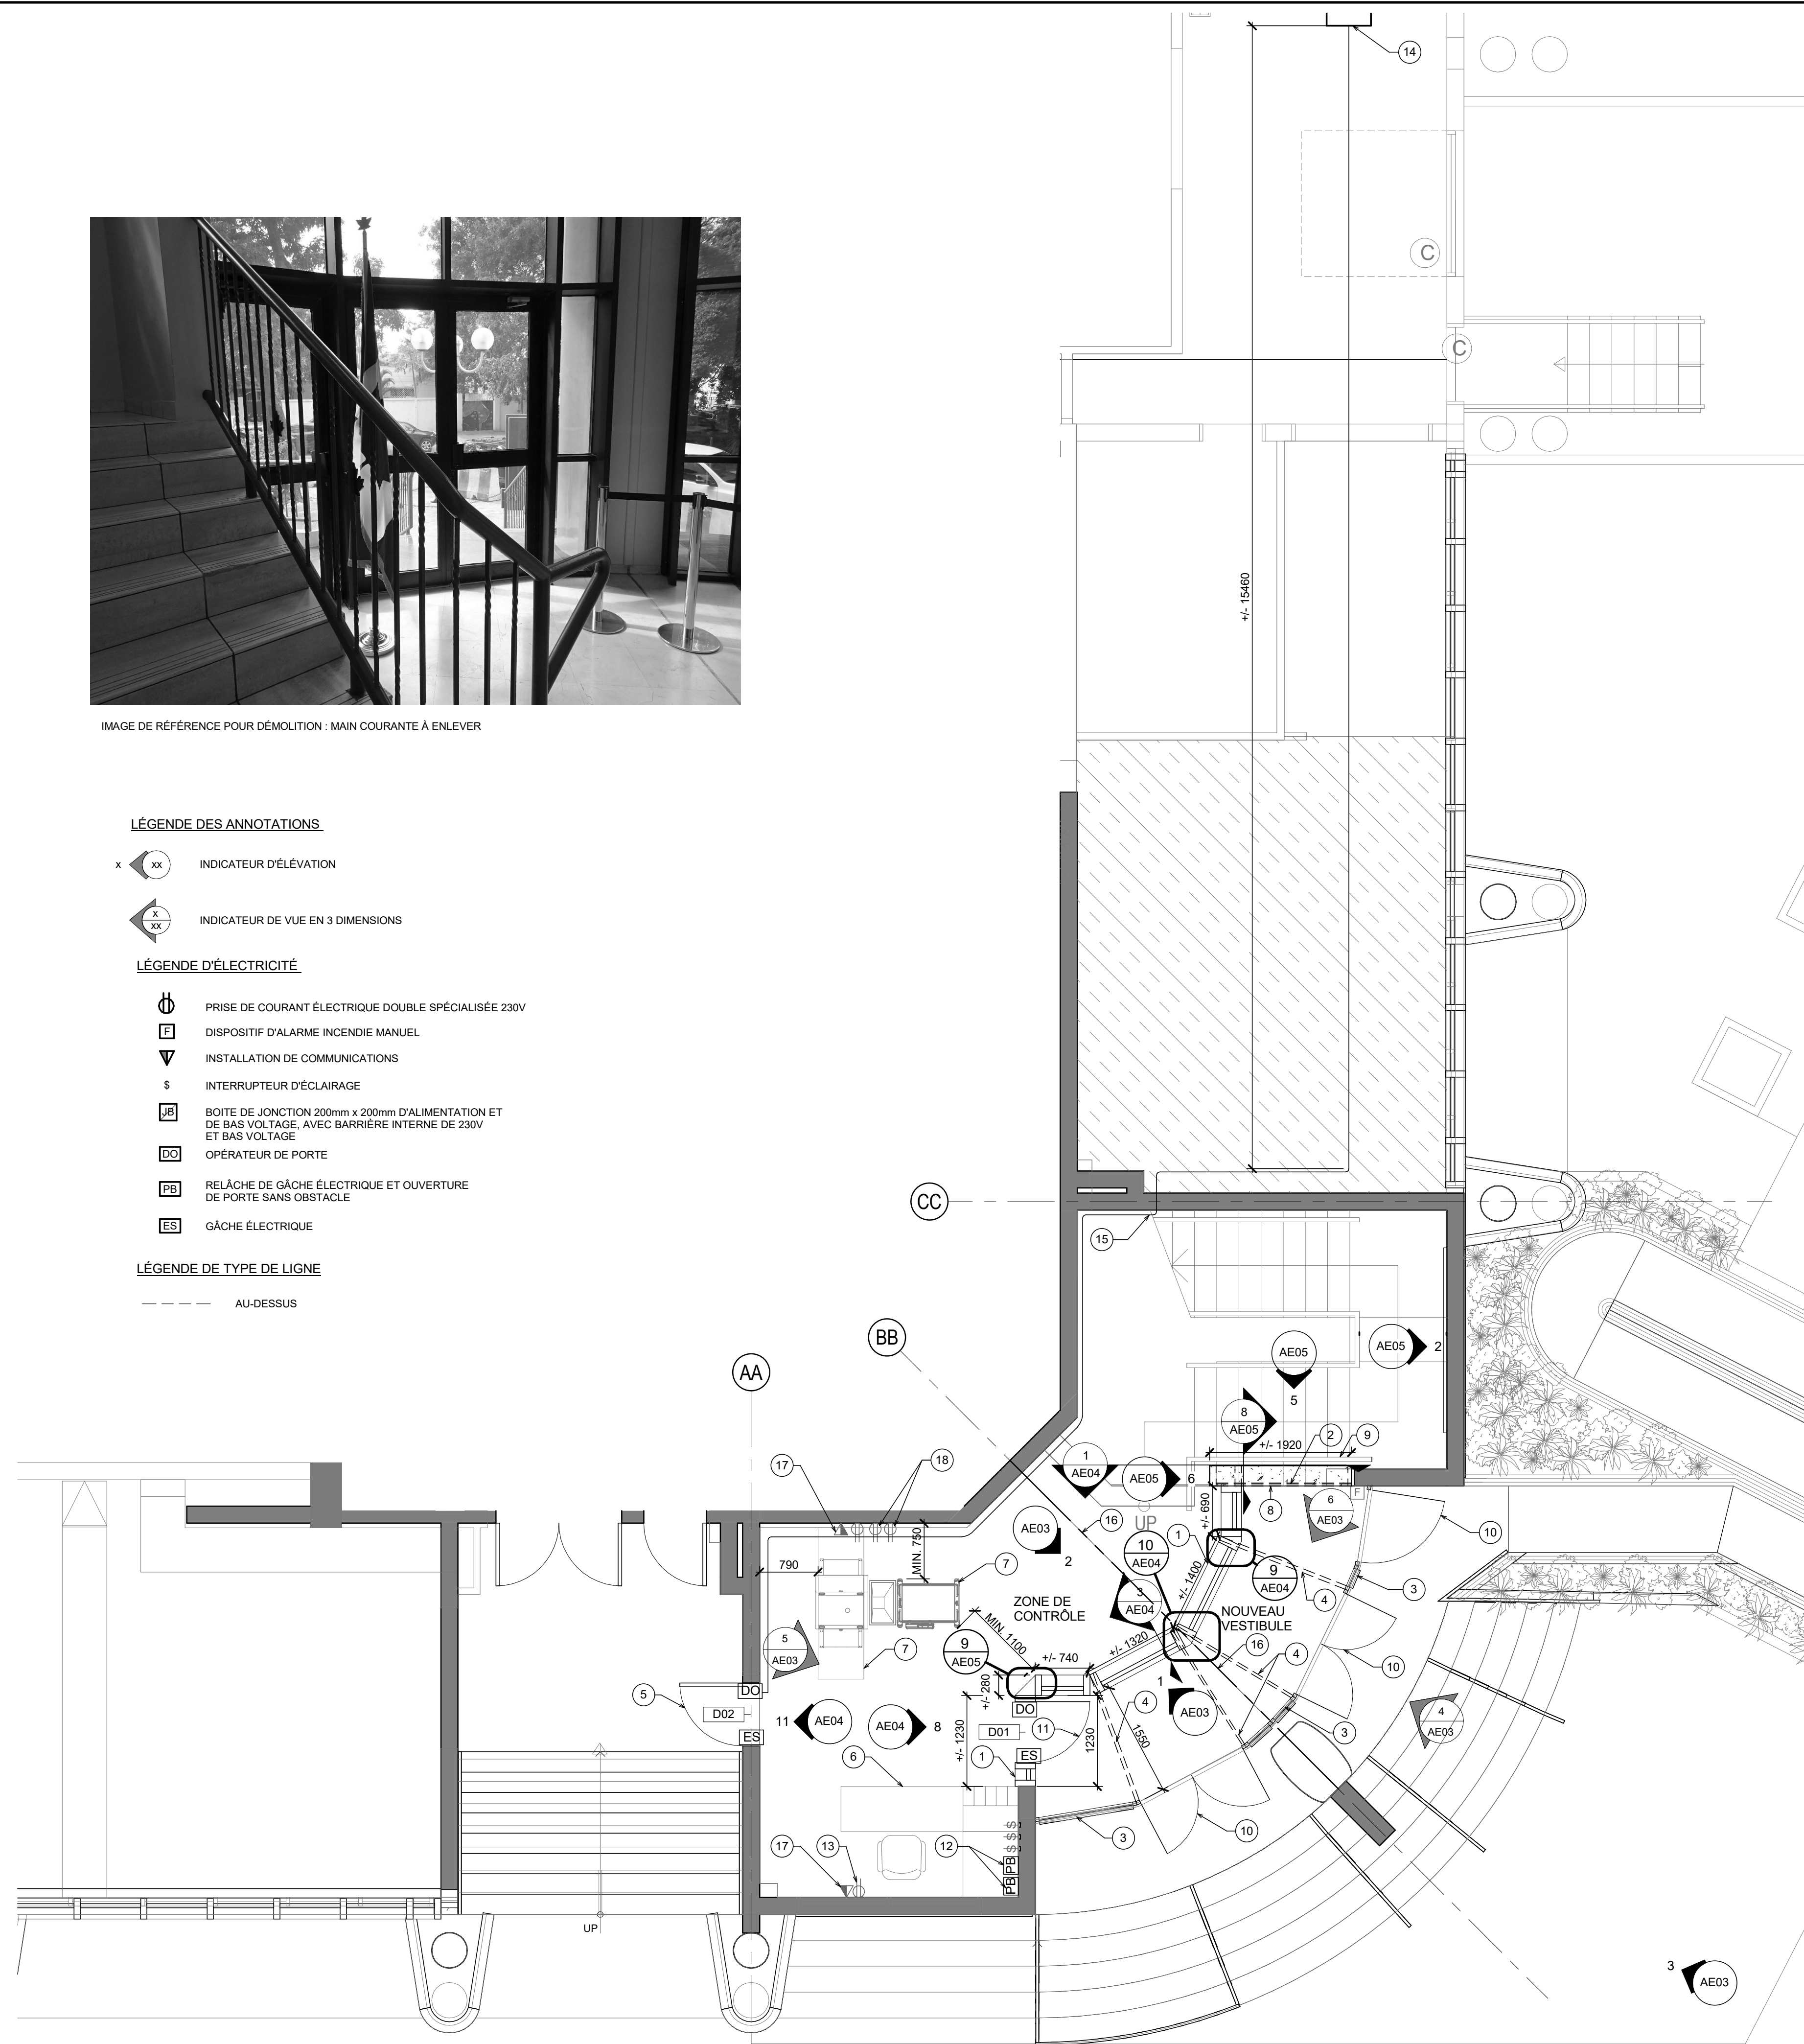 14
C
C
+/- 15460
IMAGE DE RÉFÉRENCE POUR DÉMOLITION : MAIN COURANTE À ENLEVER
LÉGENDE DES ANNOTATIONS
x xx INDICATEUR D'ÉLÉVATION
x
xx
INDICATEUR DE VUE EN 3 DIMENSIONS
LÉGENDE D'ÉLECTRICITÉ
PRISE DE COURANT ÉLECTRIQUE DOUBLE SPÉCIALISÉE 230V
F DISPOSITIF D'ALARME INCENDIE MANUEL
INSTALLATION DE COMMUNICATIONS
$ INTERRUPTEUR D'ÉCLAIRAGE
JB BOITE DE JONCTION 200mm x 200mm D'ALIMENTATION ET
DE BAS VOLTAGE, AVEC BARRIÈRE INTERNE DE 230V
ET BAS VOLTAGE
DO OPÉRATEUR DE PORTE
PB RELÂCHE DE GÂCHE ÉLECTRIQUE ET OUVERTURE
DE PORTE SANS OBSTACLE
ES GÂCHE ÉLECTRIQUE
LÉGENDE DE TYPE DE LIGNE
AU-DESSUS
CC
15
BB
AA
AE05
5
AE05 2
8
AE05
+/- 1920
2
9
1
AE04
AE05 6
8
F
6
AE03
10
17
18
16
UP
+/- 690
1
AE03
2
10
AE04
9
AE04
MIN. 750
790
7
3
4
+/- 1400
3
AE04
ZONE DE
CONTRÔLE
NOUVEAU
VESTIBULE
MIN. 1100
+/- 1320
16
4
10
5
AE03
7
9
AE05
+/- 740
+/- 280
1
AE03
4
5
DO
D02
ES
11 AE04
AE04 8
DO
D01
11
ES
1
+/- 1230
1230
1550
3
4
AE03
6
3
10
17
13
12
$
$
$
PB
PB
UP
3
AE03